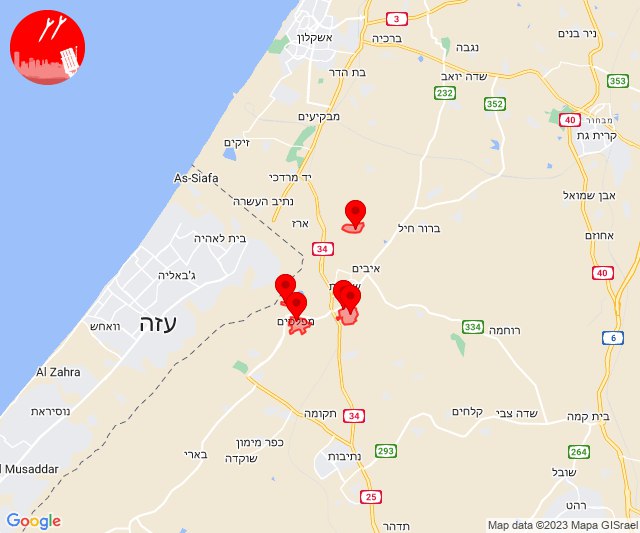 3
אשקלון
ברכיה
נגבה
ניר בנים
בת הדר
שדה יואב
353
232
352
מבקיעים
40
מבחור
קרית גת
זיקים
As-Siafa
יד מרדכי
נתיב העשרה
אבן שמואל
ארז
ברור חיל
בית לאהיה
34
אחוזם
ג'באליה
איבים
40
עזה
וואחש
מפלסים
334
רוחמה
6
Al Zahra
נוסיראת
תקומה
34
קלחים
שדה צבי
בית קמה
כפר מימון
שוקדה
בארי
נתיבות
293
264
Musaddar
שובל
25
רהט
תדהר
Google
Map data ©2023 Mapa GISrael